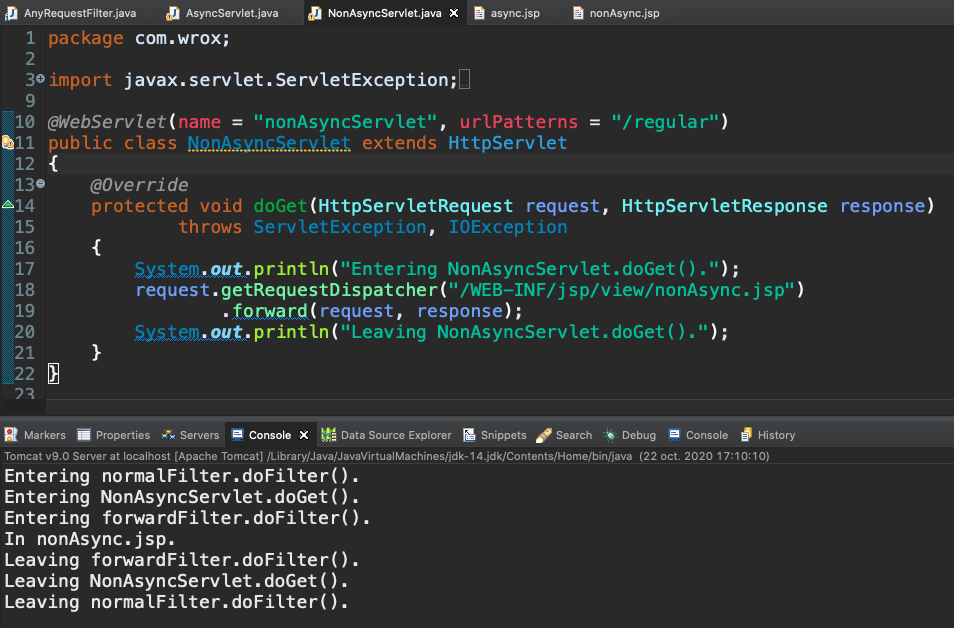 AnyRequestFilter.java AsyncServlet.java NonAsyncServlet.java async.jsp nonAsync.jsp
1 package com.wrox;
2
3 import javax.servlet.ServletException;
9
10 @WebServlet(name = "nonAsyncServlet", urlPatterns = "/regular")
11 public class NonAsyncServlet extends HttpServlet
12 {
13 @Override
14 protected void doGet(HttpServletRequest request, HttpServletResponse response)
15 throws ServletException, IOException
16 {
17 System.out.println("Entering NonAsyncServlet.doGet().");
18 request.getRequestDispatcher("/WEB-INF/jsp/view/nonAsync.jsp")
19 .forward(request, response);
20 System.out.println("Leaving NonAsyncServlet.doGet().");
21 }
22 }
23
Markers Properties Servers Console Data Source Explorer Snippets Search Debug Console History
Tomcat v9.0 Server at localhost [Apache Tomcat] /Library/Java/JavaVirtualMachines/jdk-14.jdk/Contents/Home/bin/java (22 oct. 2020 17:10:10)
Entering normalFilter.doFilter().
Entering NonAsyncServlet.doGet().
Entering forwardFilter.doFilter().
In nonAsync.jsp.
Leaving forwardFilter.doFilter().
Leaving NonAsyncServlet.doGet().
Leaving normalFilter.doFilter().